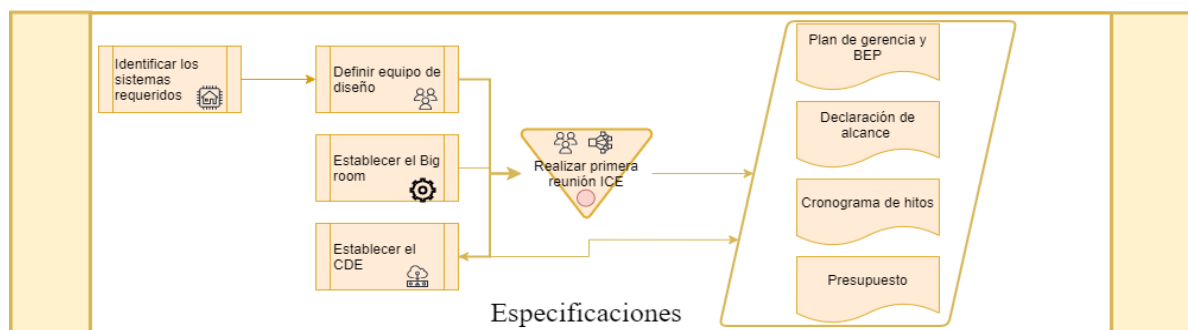 Identificar los
sistemas
requeridos
Definir equipo de
diseño
Establecer el Big
room
Establecer el
CDE
Realizar primera
reunión ICE
Plan de gerencia y
BEP
Declaración de
alcance
Cronograma de hitos
Presupuesto
Especificaciones